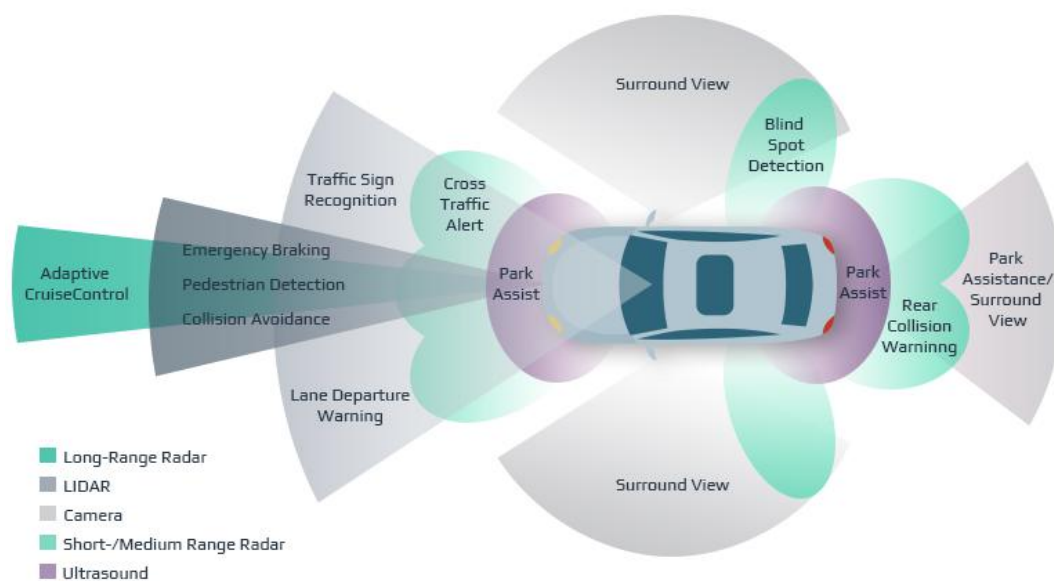 Surround View
Blind
Spot
Detection
Traffic Sign
Recognition
Cross
Traffic
Alert
Adaptive
CruiseControl
Emergency Braking
Pedestrian Detection
Collision Avoidance
Park
Assist
Park
Assist
Rear
Collision
Warninng
Park
Assistance/
Surround
View
Lane Departure
Warning
Surround View
Long-Range Radar
LIDAR
Camera
Short-/Medium Range Radar
Ultrasound